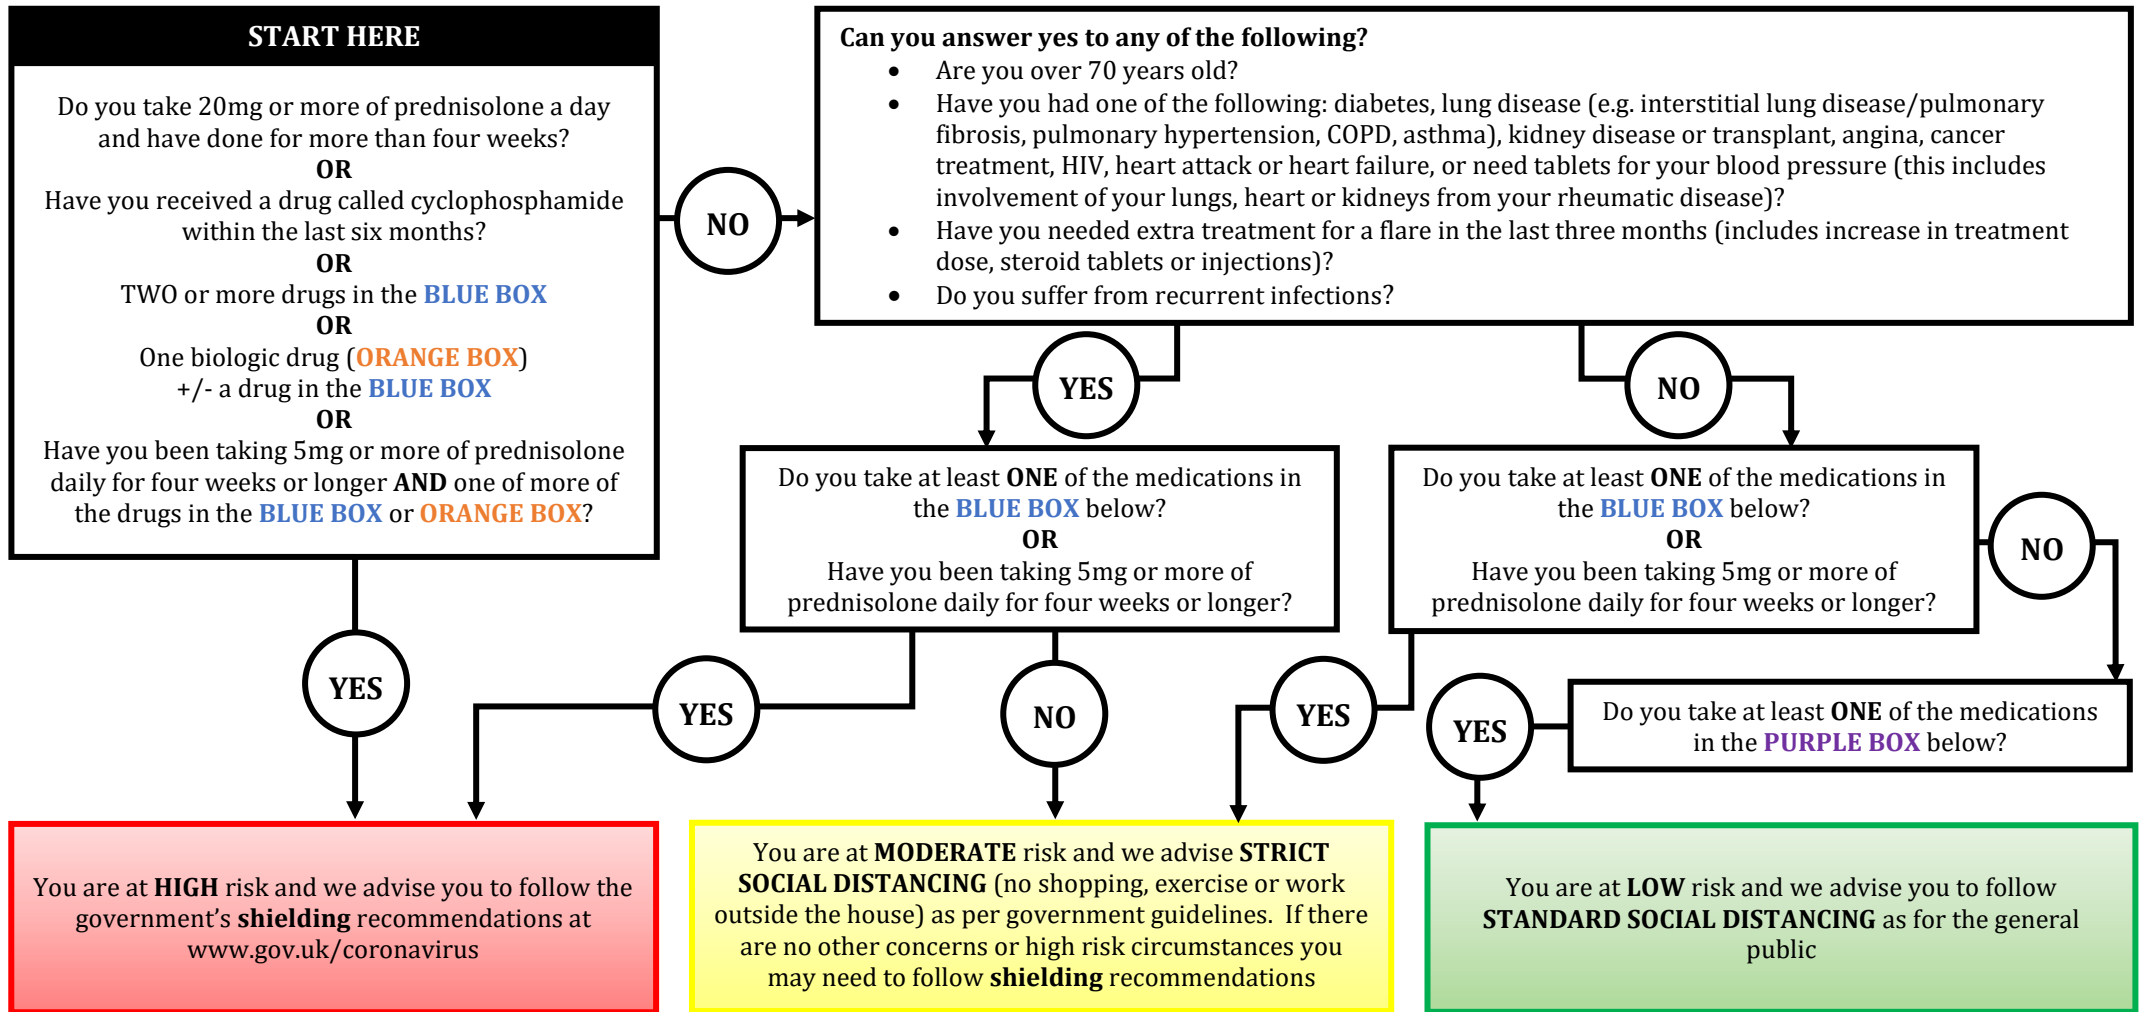 START HERE
Do you take 20mg or more of prednisolone a day
and have done for more than four weeks?
OR
Have you received a drug called cyclophosphamide
within the last six months?
OR
TWO or more drugs in the BLUE BOX
OR
One biologic drug (ORANGE BOX)
+/- a drug in the BLUE BOX
OR
Have you been taking 5mg or more of prednisolone
daily for four weeks or longer AND one of more of
the drugs in the BLUE BOX or ORANGE BOX?
NO
Can you answer yes to any of the following?
• Are you over 70 years old?
• Have you had one of the following: diabetes, lung disease (e.g. interstitial lung disease/pulmonary
fibrosis, pulmonary hypertension, COPD, asthma), kidney disease or transplant, angina, cancer
treatment, HIV, heart attack or heart failure, or need tablets for your blood pressure (this includes
involvement of your lungs, heart or kidneys from your rheumatic disease)?
• Have you needed extra treatment for a flare in the last three months (includes increase in treatment
dose, steroid tablets or injections)?
• Do you suffer from recurrent infections?
YES
NO
Do you take at least ONE of the medications in
the BLUE BOX below?
OR
Have you been taking 5mg or more of
prednisolone daily for four weeks or longer?
Do you take at least ONE of the medications in
the BLUE BOX below?
OR
Have you been taking 5mg or more of
prednisolone daily for four weeks or longer?
NO
YES
YES
NO
YES
YES
Do you take at least ONE of the medications
in the PURPLE BOX below?
You are at HIGH risk and we advise you to follow the
government's shielding recommendations at
www.gov.uk/coronavirus
You are at MODERATE risk and we advise STRICT
SOCIAL DISTANCING (no shopping, exercise or work
outside the house) as per government guidelines. If there
are no other concerns or high risk circumstances you
may need to follow shielding recommendations
You are at LOW risk and we advise you to follow
STANDARD SOCIAL DISTANCING as for the general
public